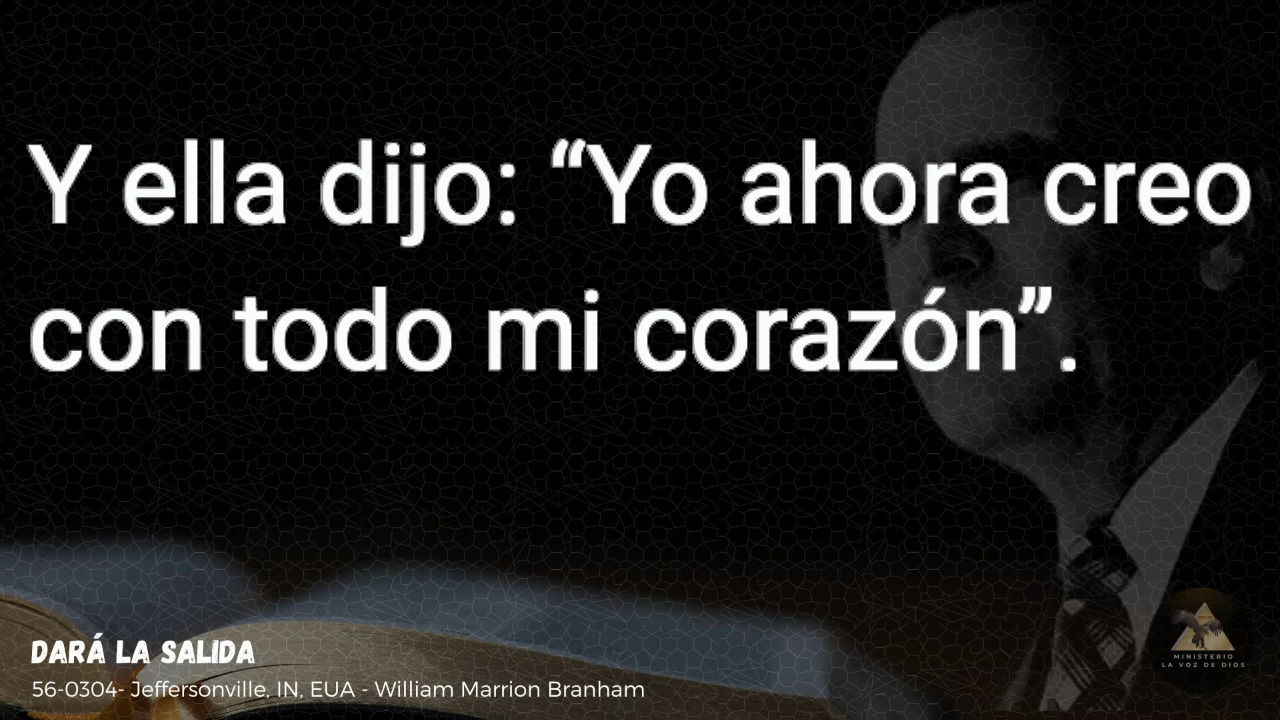 Y ella dijo: “Yo ahora creo
con todo mi corazón”.
DARÁ LA SALIDA
56-0304- Jeffersonville, IN, EUA - William Marrion Branham
MINISTERIO
LA VOZ DE DIOS